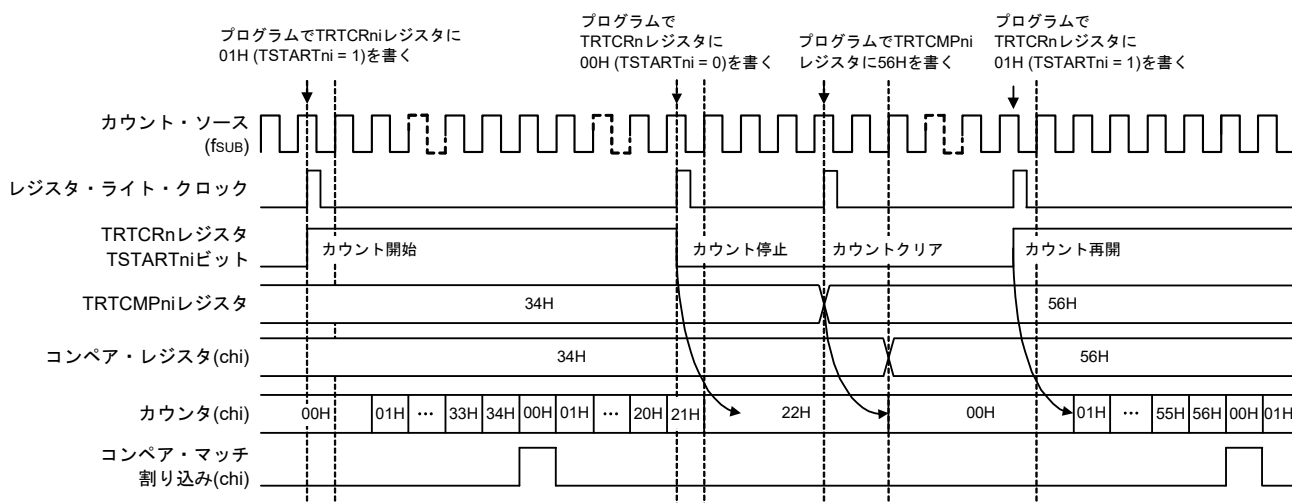 プログラムでTRTCRniレジスタに
01H (TSTARTni = 1)を書く
プログラムで
TRTCRnレジスタに
00H (TSTARTni = 0)を書く
プログラムでTRTCMPni
レジスタに56Hを書く
プログラムで
TRTCRnレジスタに
01H (TSTARTni = 1)を書く
カウント・ソース
(fSUB)
レジスタ・ライト・クロック
TRTCRnレジスタ
TSTARTniビット
カウント開始
カウント停止
カウントクリア
カウント再開
TRTCMPniレジスタ
34H
56H
コンペア・レジスタ(chi)
34H
56H
カウンタ(chi)
00H 01H … 33H 34H 00H 01H … 20H 21H 22H 00H 01H … 55H 56H 00H 01H
コンペア・マッチ
割り込み(chi)